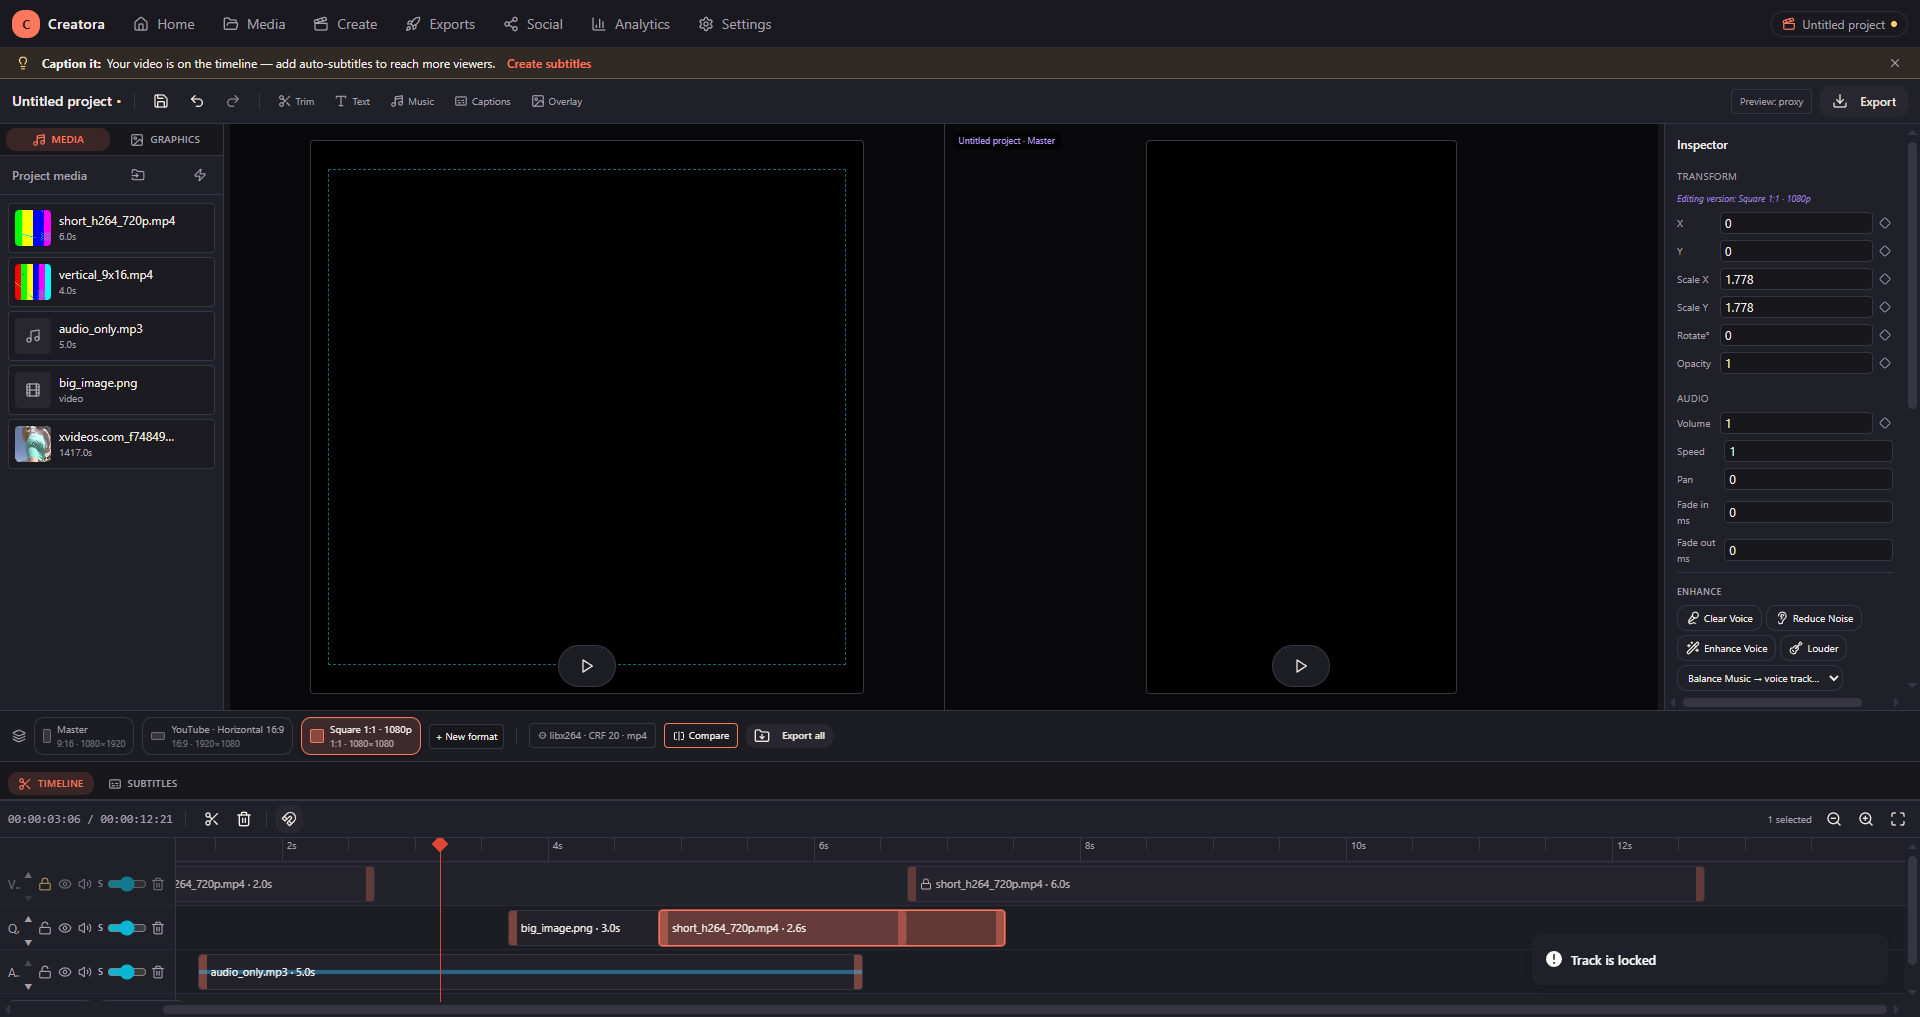 C Creatora Home Media Create Exports Social Analytics Settings Untitled project
Caption it: Your video is on the timeline — add auto-subtitles to reach more viewers. Create subtitles
Untitled project Trim Text Music Captions Overlay Preview: proxy Export
MEDIA GRAPHICS
Project media
short_h264_720p.mp4
6.0s
vertical_9x16.mp4
4.0s
audio_only.mp3
5.0s
big_image.png
video
xvideos.com_f74849...
1417.0s
Untitled project · Master
Inspector
TRANSFORM
Editing version: Square 1:1 · 1080p
X 0
Y 0
Scale X 1.778
Scale Y 1.778
Rotate° 0
Opacity 1
AUDIO
Volume 1
Speed 1
Pan 0
Fade in ms 0
Fade out ms 0
ENHANCE
Clear Voice Reduce Noise
Enhance Voice Louder
Balance Music → voice track...
Master
9:16 · 1080×1920
YouTube · Horizontal 16:9
16:9 · 1920×1080
Square 1:1 · 1080p
1:1 · 1080×1080
+ New format
libx264 · CRF 20 · mp4
Compare
Export all
TIMELINE SUBTITLES
00:00:03:06 / 00:00:12:21
1 selected
2s 4s 6s 8s 10s 12s
V.. S 264_720p.mp4 · 2.0s short_h264_720p.mp4 · 6.0s
Q. S big_image.png · 3.0s short_h264_720p.mp4 · 2.6s
A.. S audio_only.mp3 · 5.0s
Track is locked